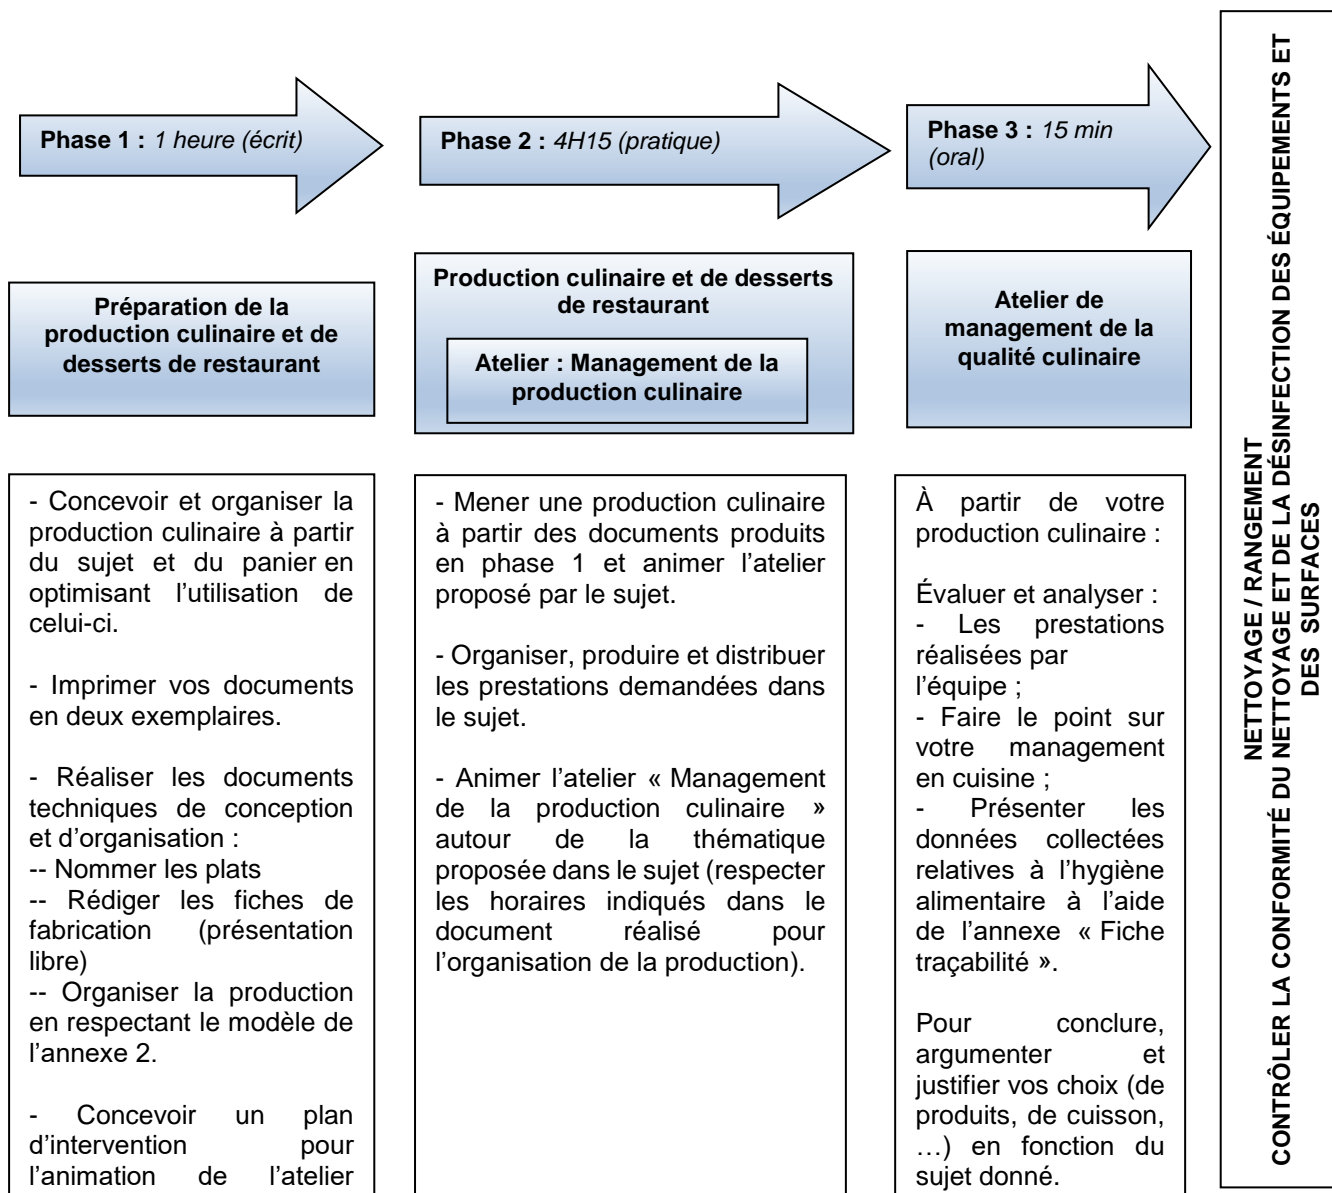 Phase 1 : 1 heure (écrit)
Préparation de la
production culinaire et de
desserts de restaurant
- Concevoir et organiser la
production culinaire à partir
du sujet et du panier en
optimisant l’utilisation de
celui-ci.
- Imprimer vos documents
en deux exemplaires.
- Réaliser les documents
techniques de conception
et d’organisation :
-- Nommer les plats
-- Rédiger les fiches de
fabrication (présentation
libre)
-- Organiser la production
en respectant le modèle de
l’annexe 2.
- Concevoir un plan
d’intervention pour
l’animation de l’atelier
Phase 2 : 4H15 (pratique)
Production culinaire et de desserts
de restaurant
Atelier : Management de la
production culinaire
- Mener une production culinaire
à partir des documents produits
en phase 1 et animer l’atelier
proposé par le sujet.
- Organiser, produire et distribuer
les prestations demandées dans
le sujet.
- Animer l’atelier « Management
de la production culinaire »
autour de la thématique
proposée dans le sujet (respecter
les horaires indiqués dans le
document réalisé pour
l’organisation de la production).
Phase 3 : 15 min
(oral)
Atelier de
management de la
qualité culinaire
À partir de votre
production culinaire :
Évaluer et analyser :
- Les prestations
réalisées par
l’équipe ;
- Faire le point sur
votre management
en cuisine ;
- Présenter les
données collectées
relatives à l’hygiène
alimentaire à l’aide
de l’annexe « Fiche
traçabilité ».
Pour conclure,
argumenter et
justifier vos choix (de
produits, de cuisson,
…) en fonction du
sujet donné.
NETTOYAGE / RANGEMENT
CONTRÔLER LA CONFORMITÉ DU NETTOYAGE ET DE LA DÉSINFECTION DES ÉQUIPEMENTS ET
DES SURFACES